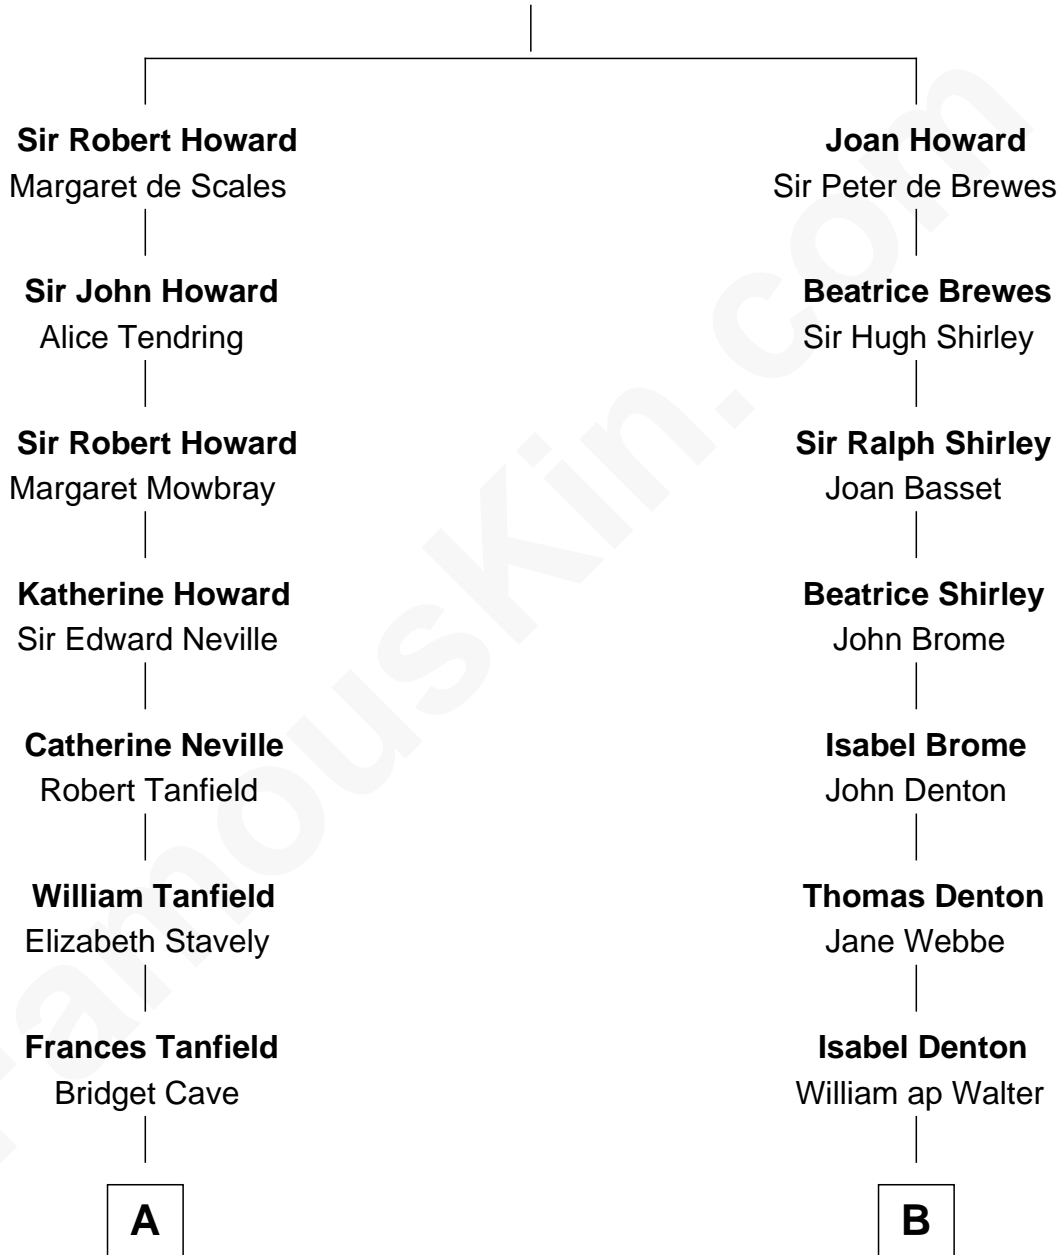 Sir Robert Howard
Margaret de Scales
Joan Howard
Sir Peter de Brewes
Sir John Howard
Alice Tendring
Beatrice Brewes
Sir Hugh Shirley
Sir Robert Howard
Margaret Mowbray
Sir Ralph Shirley
Joan Basset
Katherine Howard
Sir Edward Neville
Beatrice Shirley
John Brome
Catherine Neville
Robert Tanfield
Isabel Brome
John Denton
William Tanfield
Elizabeth Stavely
Thomas Denton
Jane Webbe
Frances Tanfield
Bridget Cave
Isabel Denton
William ap Walter
A
B
FamousKin.com